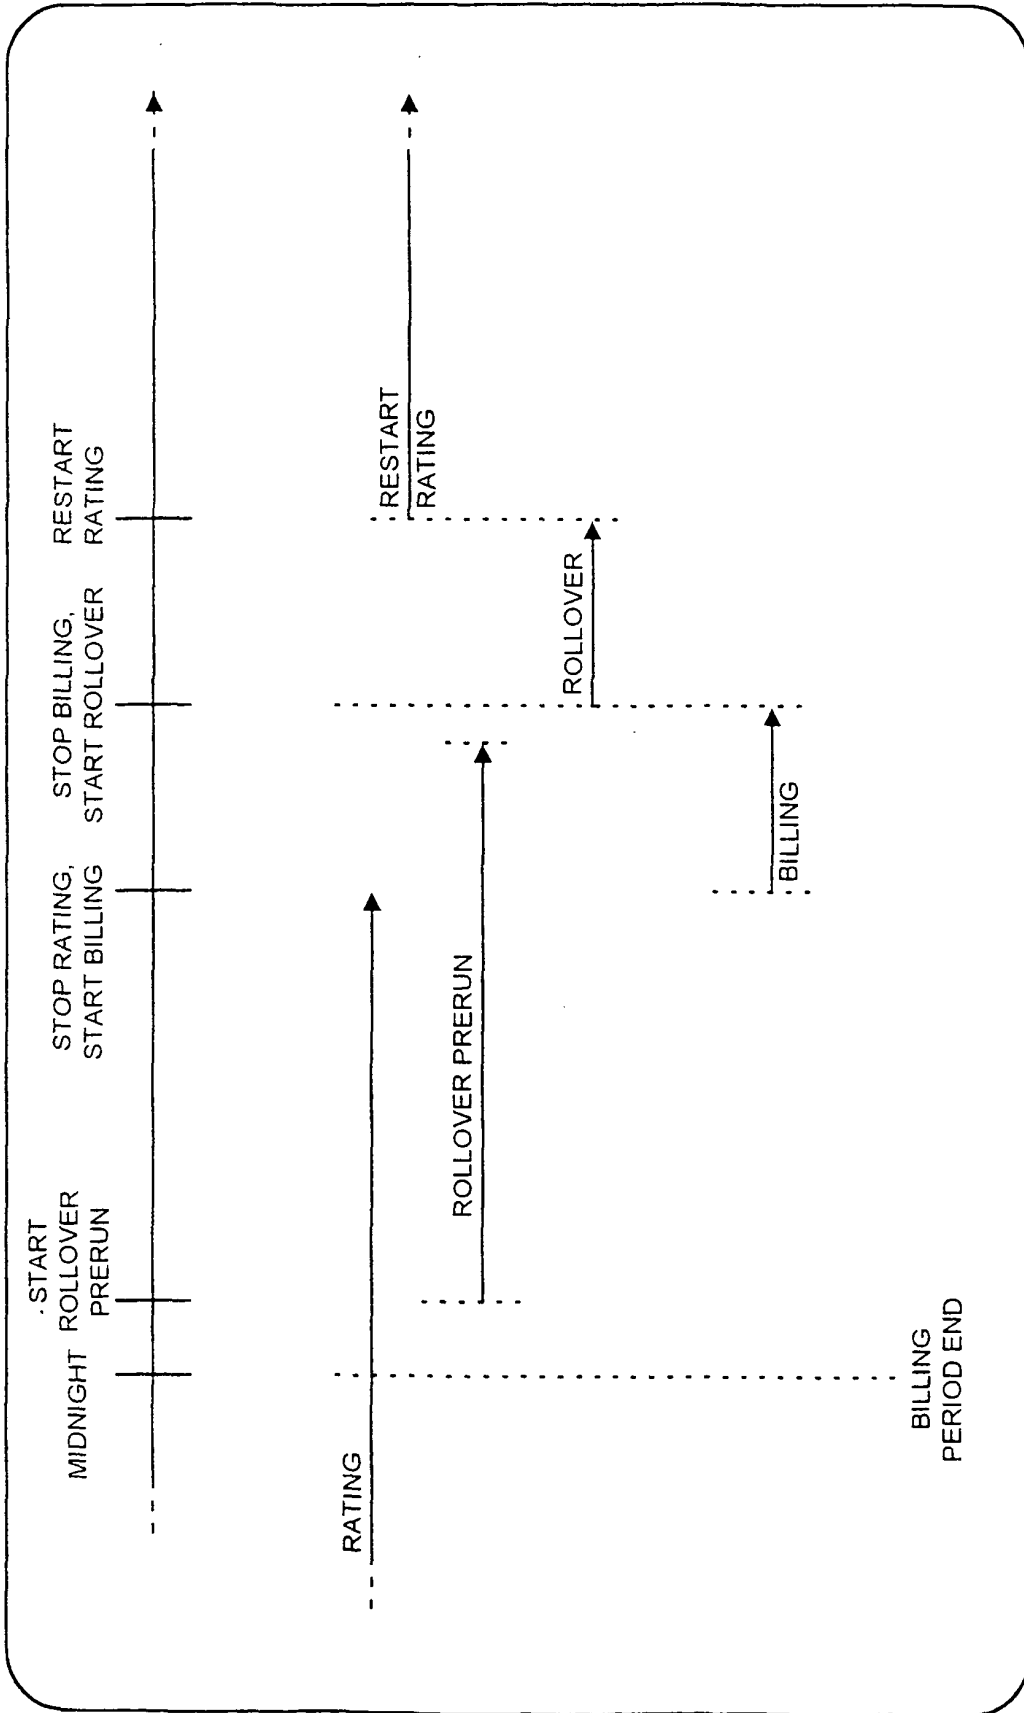 MIDNIGHT
START
ROLLOVER
PRERUN
STOP RATING,
START BILLING
STOP BILLING,
START ROLLOVER
RESTART
RATING
RATING
RESTART
RATING
ROLLOVER PRERUN
ROLLOVER
BILLING
BILLING
PERIOD END